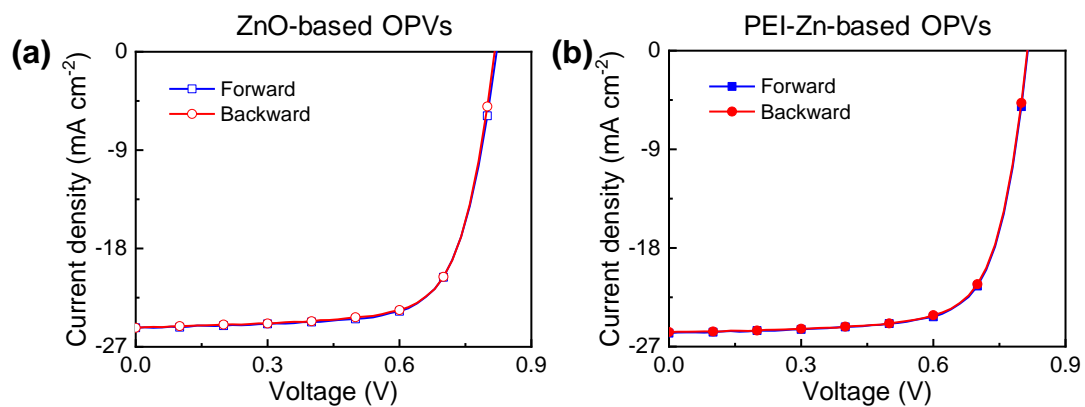 (a)
ZnO-based OPVs
Forward
Backward
0
-9
-18
-27
Current density (mA cm⁻²)
0.0
0.3
0.6
0.9
Voltage (V)
(b)
PEI-Zn-based OPVs
Forward
Backward
0
-9
-18
-27
Current density (mA cm⁻²)
0.0
0.3
0.6
0.9
Voltage (V)